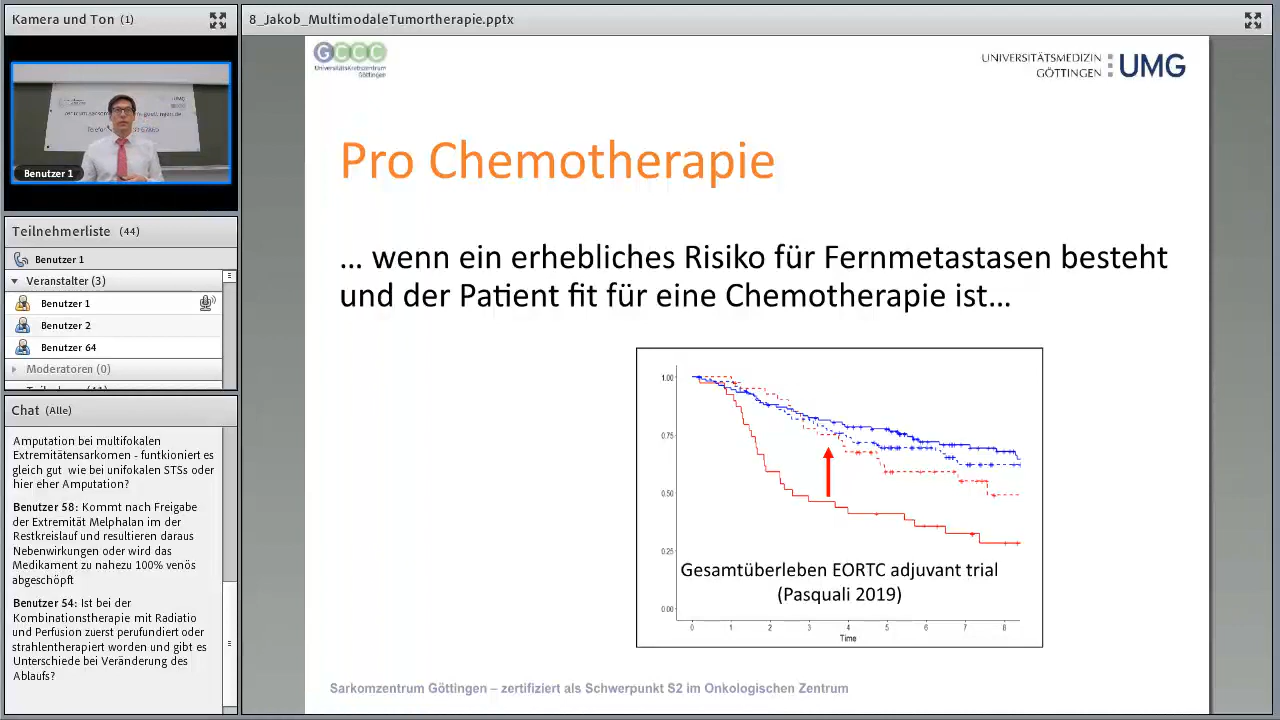 Kamera und Ton (1)
Benutzer 1
Teilnehmerliste (44)
Benutzer 1
Veranstalter (3)
Benutzer 1
Benutzer 2
Benutzer 64
Moderatoren (0)
Chat (Alle)
Amputation bei multifokalen
Extremitätensarkomen - funktioniert
gleich gut wie bei unifokalen STSs oder
hier eher Amputation?
Benutzer 58: Kommt nach Freigabe
der Extremität Melphalan im der
Restkreislauf und resultieren daraus
Nebenwirkungen oder wird das
Medikament zu nahezu 100% venös
abgeschöpft
Benutzer 54: Ist bei der
Kombinationstherapie mit Radiatio
und Perfusion zuerst perufundiert oder
strahlentherapiert worden und gibt es
Unterschiede bei Veränderung des
Ablaufs?
8_Jakob_MultimodaleTumortherapie.pptx
GCCC
UniversitätsKrebszentrum
Göttingen
UNIVERSITÄTSMEDIZIN
GÖTTINGEN
UMG
Pro Chemotherapie
... wenn ein erhebliches Risiko für Fernmetastasen besteht
und der Patient fit für eine Chemotherapie ist...
1.00
0.75
0.50
0.25
0.00
Gesamtüberleben EORTC adjuvant trial
(Pasquali 2019)
0 1 2 3 4 5 6 7 8
Time
Sarkomzentrum Göttingen – zertifiziert als Schwerpunkt S2 im Onkologischen Zentrum